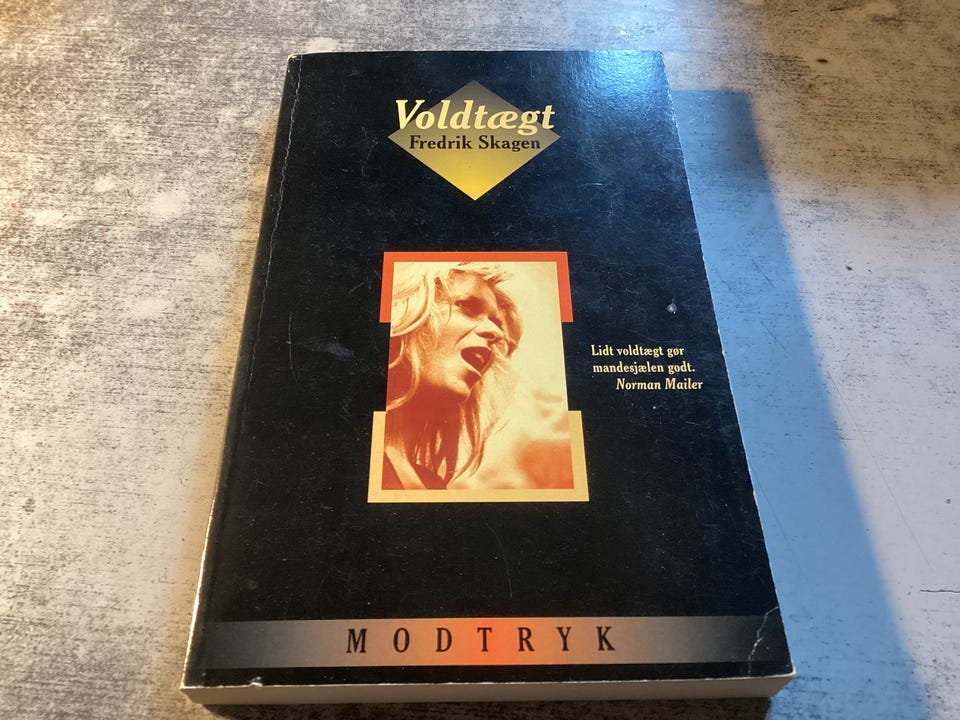 Voldtægt
Fredrik Skagen
Lidt voldtægt gør
mandesjælen godt.
Norman Mailer
MODTRYK